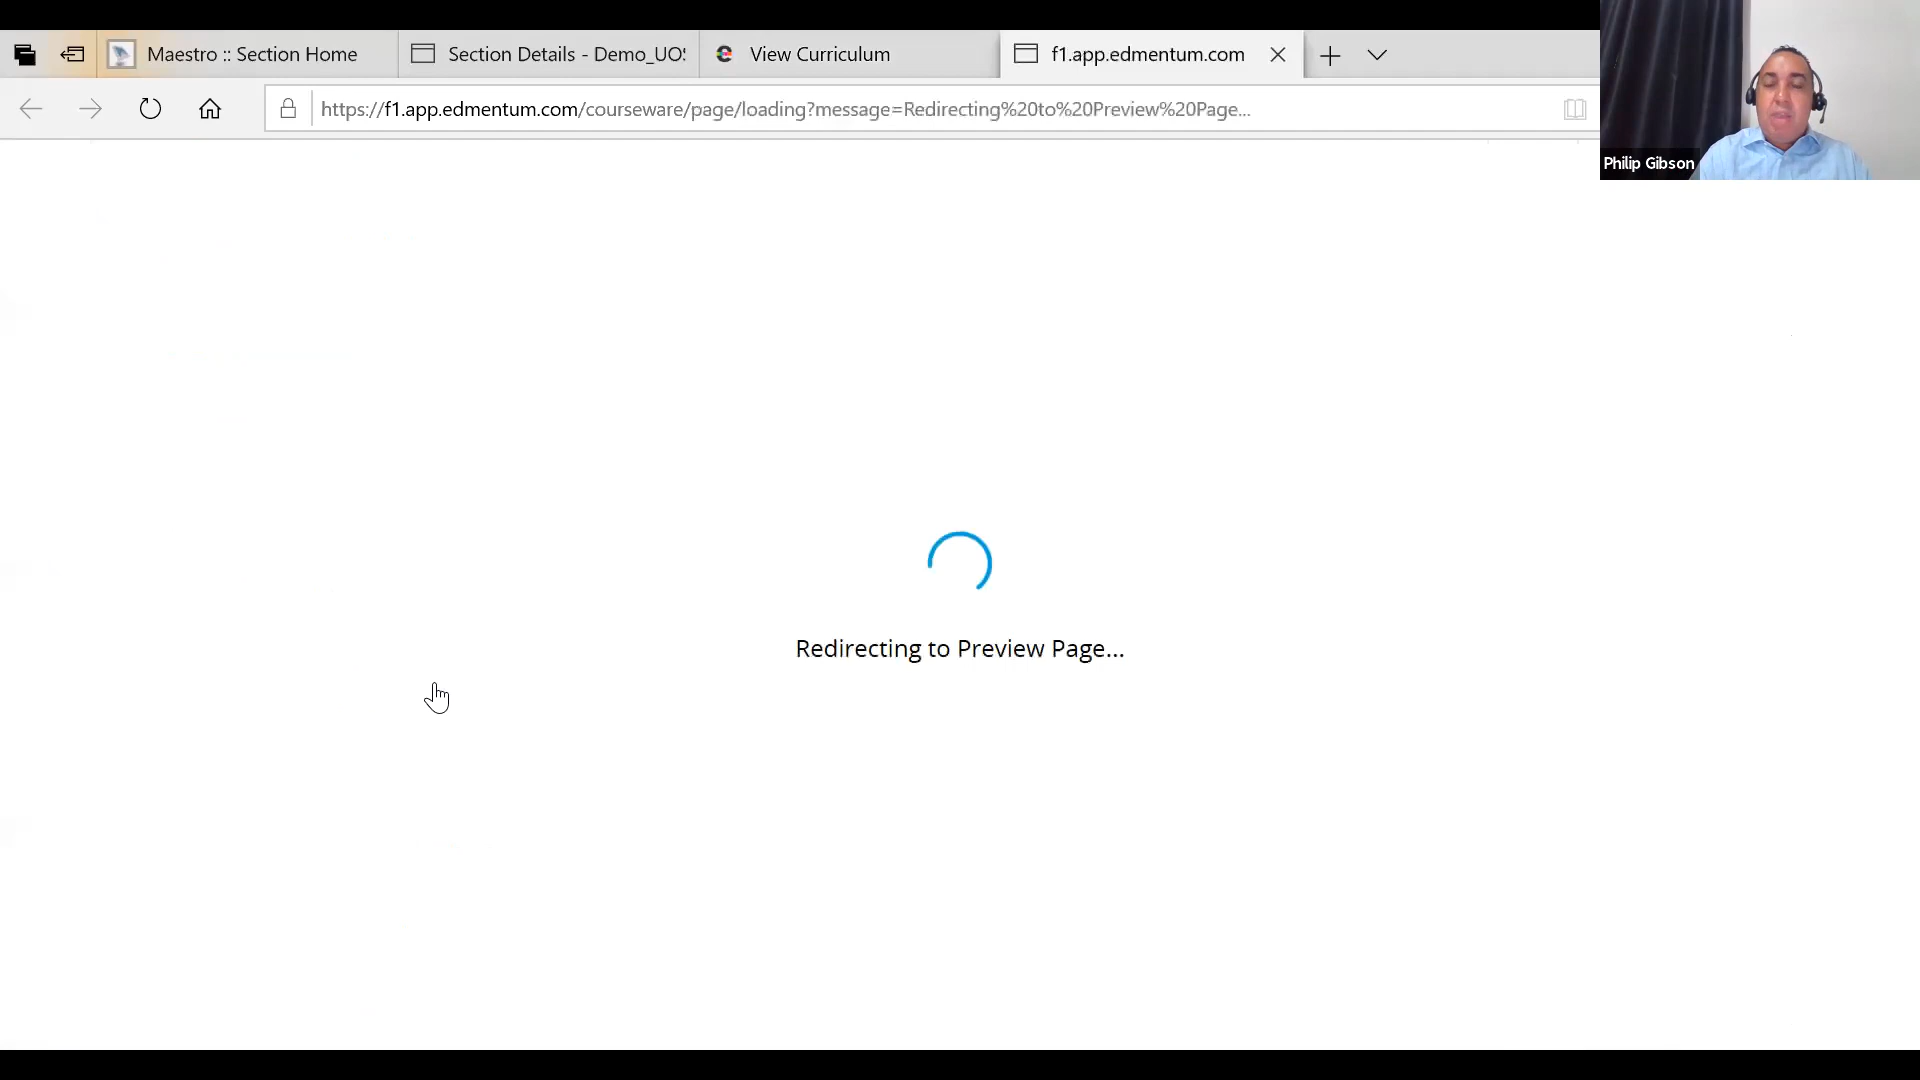 Maestro :: Section Home
Section Details - Demo_UO
View Curriculum
f1.app.edmentum.com
https://f1.app.edmentum.com/courseware/page/loading?message=Redirecting%20to%20Preview%20Page...
Philip Gibson
Redirecting to Preview Page...